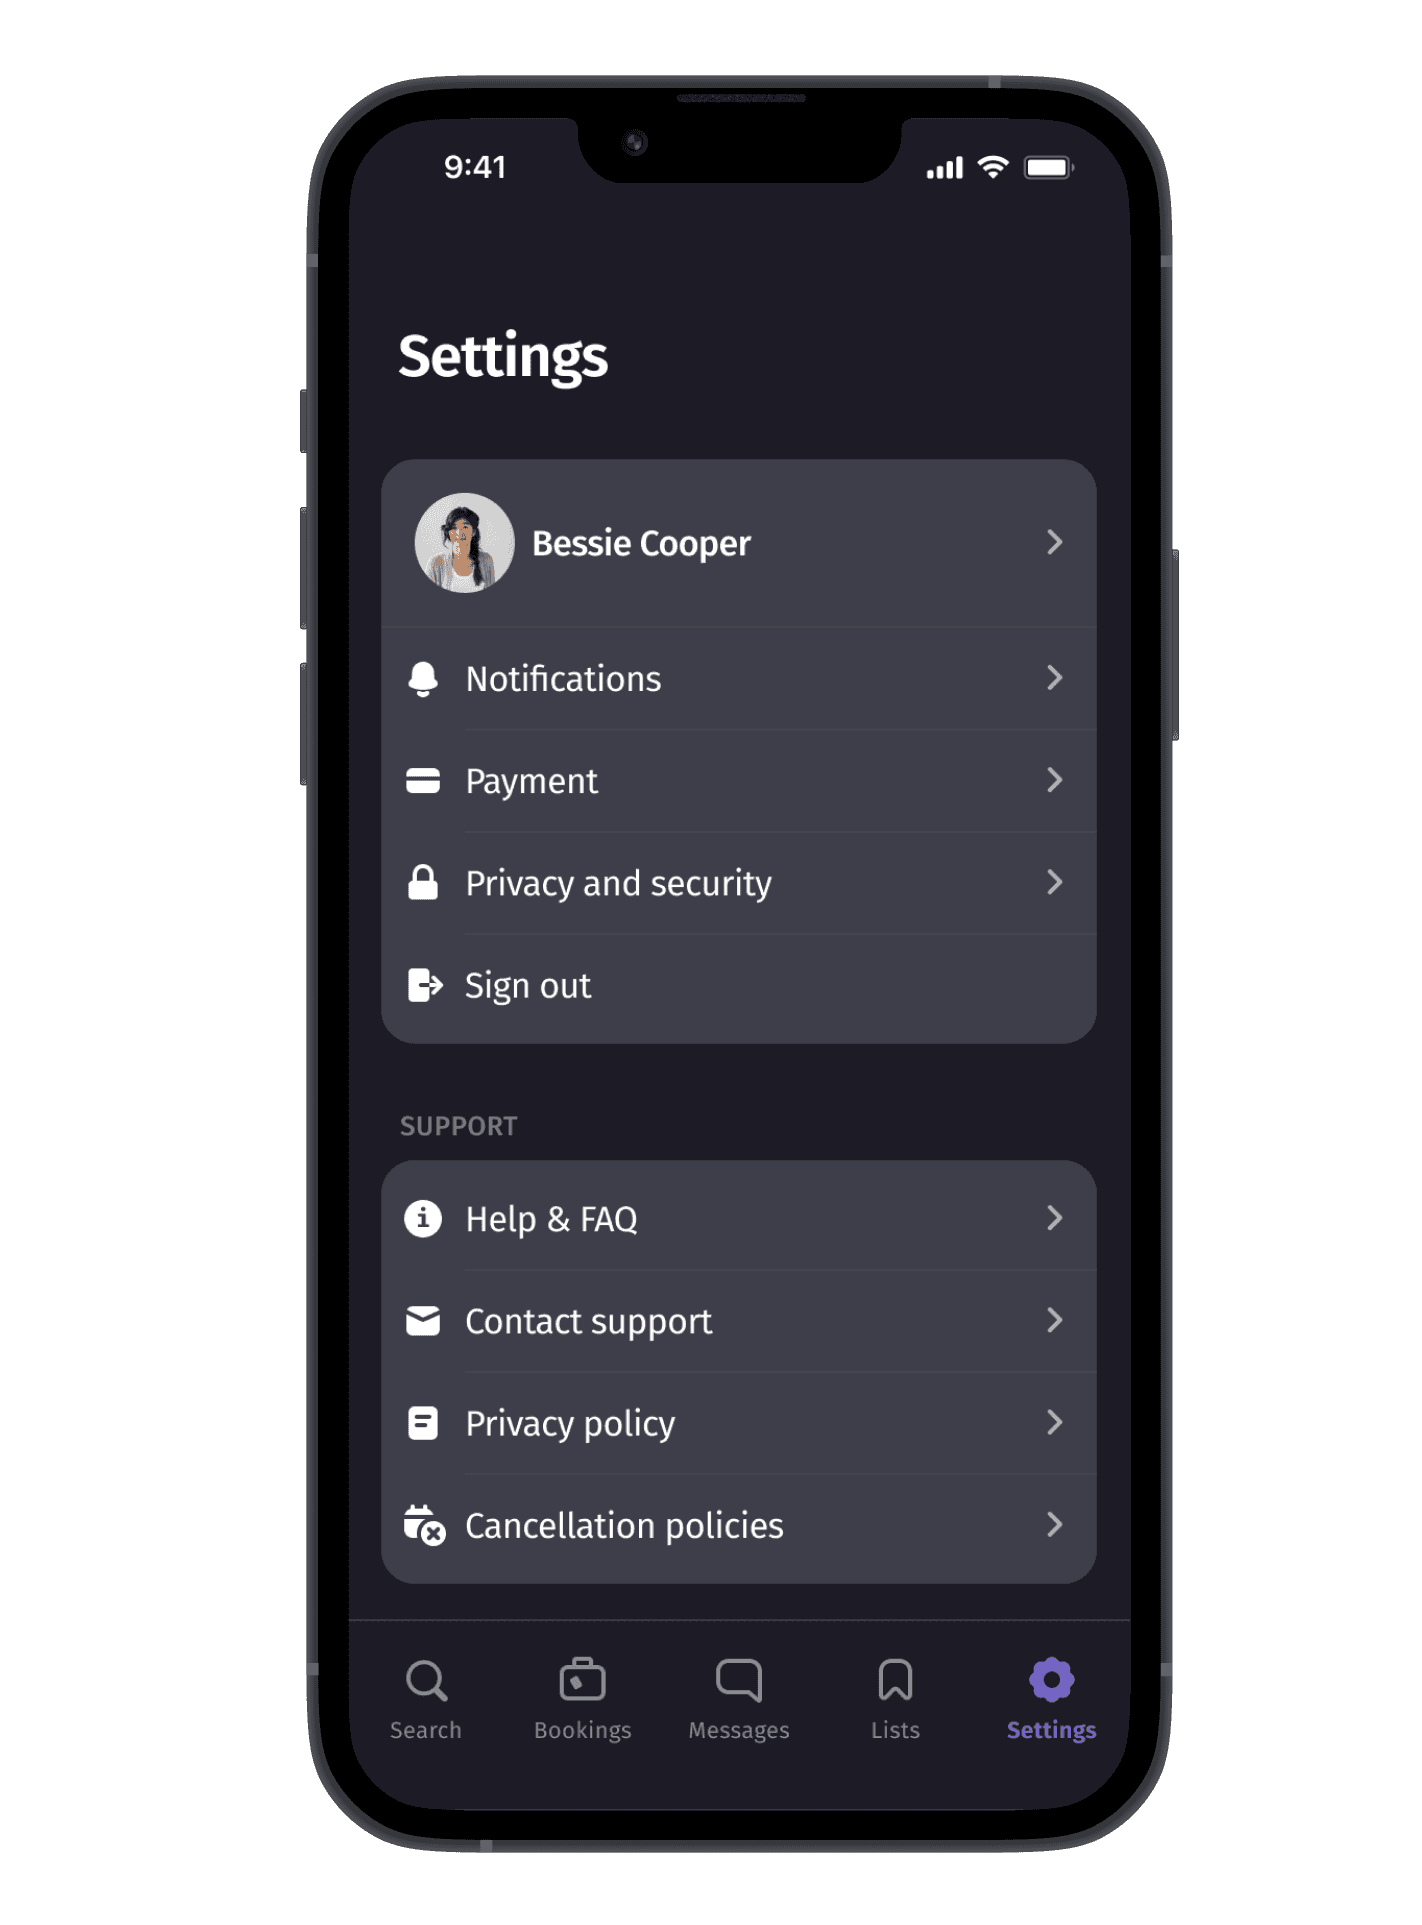 9:41
Settings
Bessie Cooper
Notifications
Payment
Privacy and security
Sign out
SUPPORT
Help & FAQ
Contact support
Privacy policy
Cancellation policies
Search Bookings Messages Lists Settings